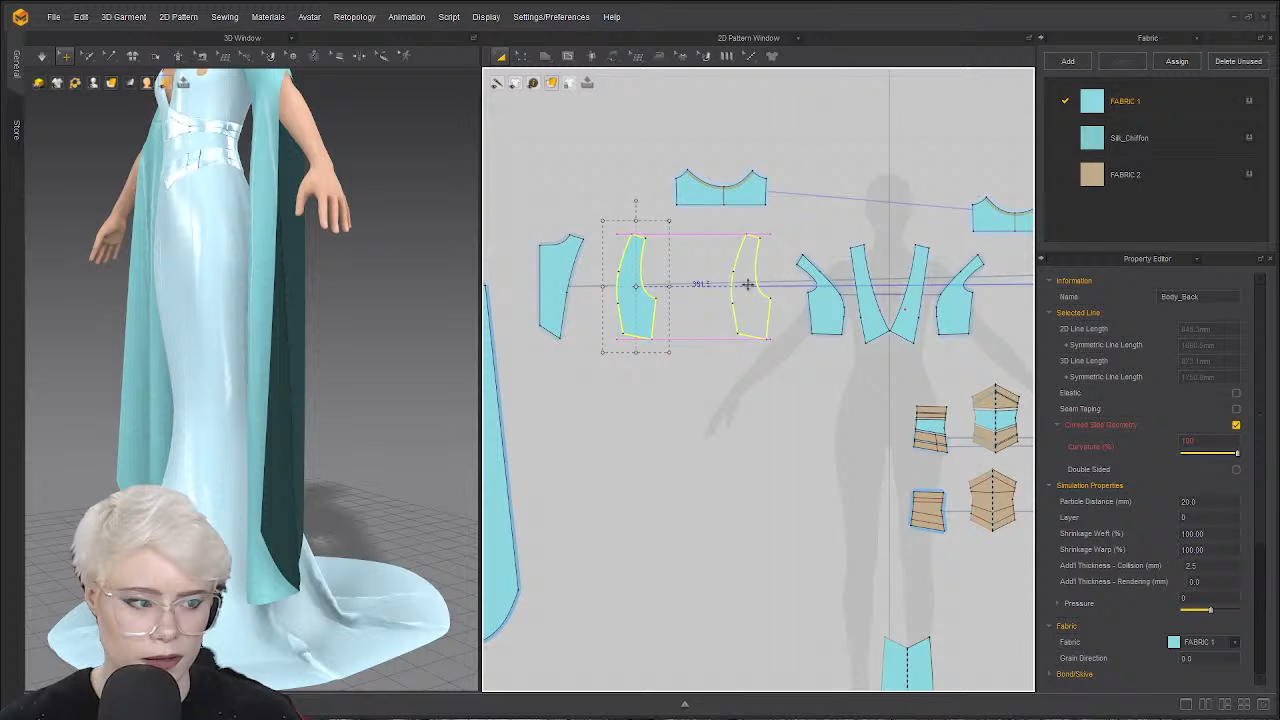 File Edit 3D Garment 2D Pattern Sewing Materials Avatar Retopology Animation Script Display Settings/Preferences Help
3D Window
2D Pattern Window
Fabric
General
Store
Add
Assign
Delete Unused
FABRIC 1
Silk_Chiffon
FABRIC 2
Property Editor
Information
Name Body_Back
Selected Line
2D Line Length
+ Symmetric Line Length
3D Line Length
+ Symmetric Line Length
Elastic
Seam Taping
Curved Side Geometry
Curvature (%) 100
Double Sided
Simulation Properties
Particle Distance (mm) 20.0
Layer 0
Shrinkage Weft (%) 100.00
Shrinkage Warp (%) 100.00
Add'l Thickness - Collision (mm) 2.5
Add'l Thickness - Rendering (mm) 0.0
Pressure 0
Fabric
Fabric FABRIC 1
Grain Direction 0.0
Bond/Skive